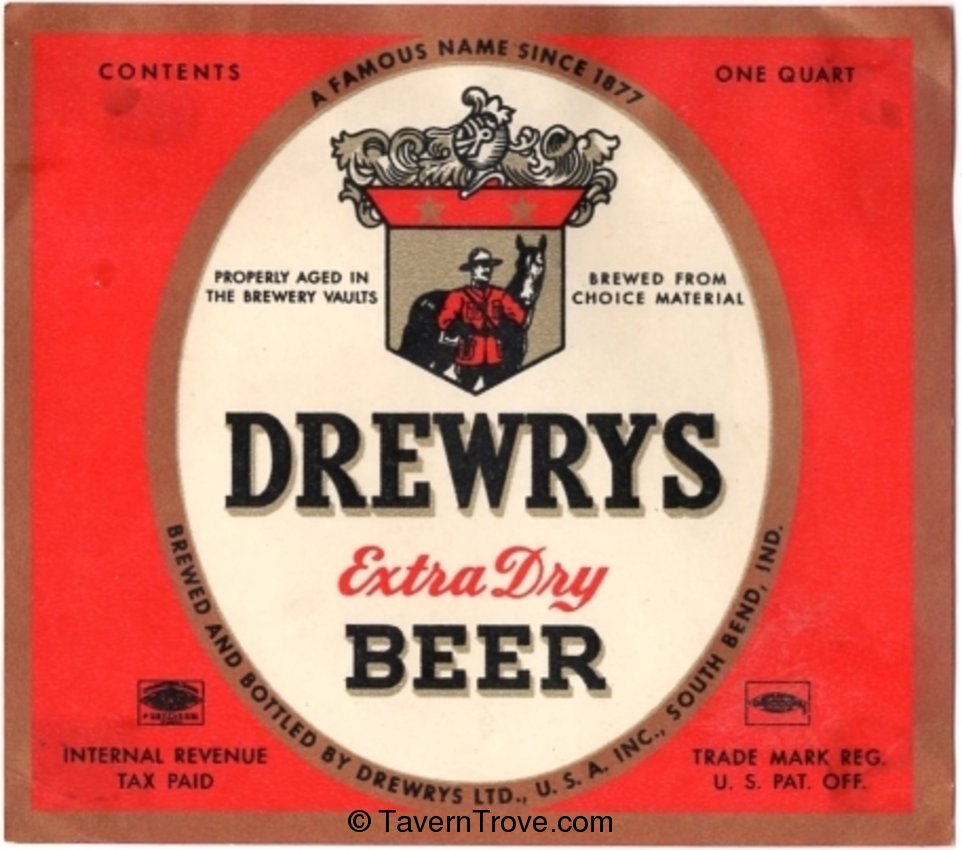 A FAMOUS NAME SINCE 1877
CONTENTS
ONE QUART
PROPERLY AGED IN
THE BREWERY VAULTS
BREWED FROM
CHOICE MATERIAL
DREWRYS
Extra Dry
BEER
BREWED AND BOTTLED BY DREWRYS LTD., U. S. A. INC., SOUTH BEND, IND.
INTERNAL REVENUE
TAX PAID
TRADE MARK REG.
U. S. PAT. OFF.
© TavernTrove.com